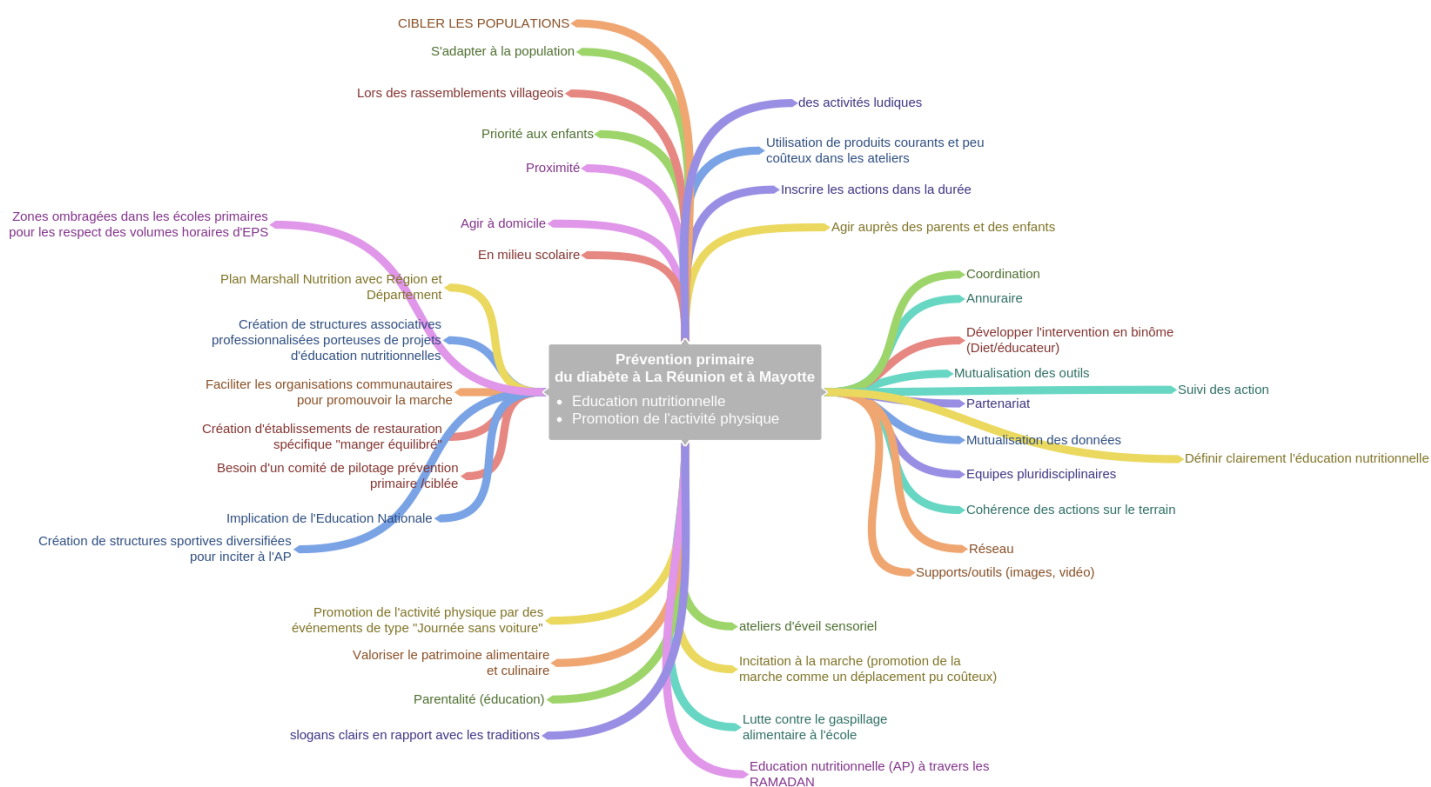 CIBLER LES POPULATIONS
S'adapter à la population
Lors des rassemblements villageois
Priorité aux enfants
Proximité
Agir à domicile
En milieu scolaire
des activités ludiques
Utilisation de produits courants et peu
coûteux dans les ateliers
Inscrire les actions dans la durée
Agir auprès des parents et des enfants
Zones ombragées dans les écoles primaires
pour les respect des volumes horaires d'EPS
Plan Marshall Nutrition avec Région et
Département
Création de structures associatives
professionnalisées porteuses de projets
d'éducation nutritionnelles
Faciliter les organisations communautaires
pour promouvoir la marche
Création d'établissements de restauration
spécifique "manger équilibré"
Besoin d'un comité de pilotage prévention
primaire /ciblée
Implication de l'Education Nationale
Création de structures sportives diversifiées
pour inciter à l'AP
Prévention primaire
du diabète à La Réunion et à Mayotte
• Education nutritionnelle
• Promotion de l'activité physique
Coordination
Annuraire
Développer l'intervention en binôme
(Diet/éducateur)
Mutualisation des outils
Suivi des action
Partenariat
Mutualisation des données
Définir clairement l'éducation nutritionnelle
Equipes pluridisciplinaires
Cohérence des actions sur le terrain
Réseau
Supports/outils (images, vidéo)
Promotion de l'activité physique par des
événements de type "Journée sans voiture"
Valoriser le patrimoine alimentaire
et culinaire
Parentalité (éducation)
slogans clairs en rapport avec les traditions
ateliers d'éveil sensoriel
Incitation à la marche (promotion de la
marche comme un déplacement pu coûteux)
Lutte contre le gaspillage
alimentaire à l'école
Education nutritionnelle (AP) à travers les
RAMADAN